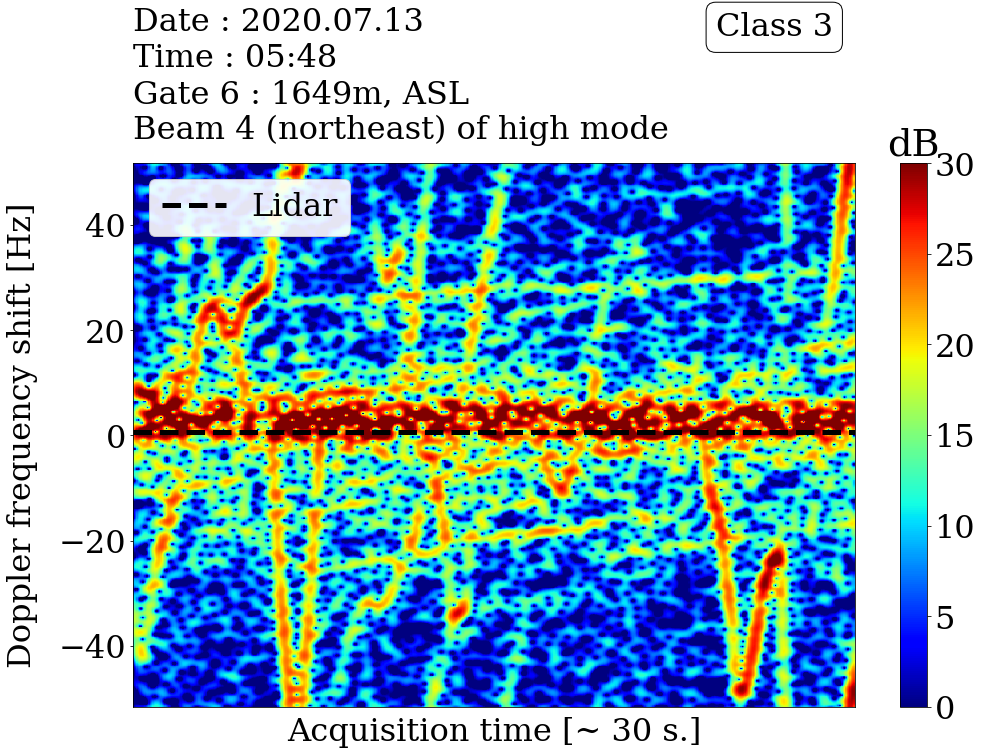 Date : 2020.07.13
Class 3
Time : 05:48
Gate 6 : 1649m, ASL
Beam 4 (northeast) of high mode
dB
Lidar
Doppler frequency shift [Hz]
40
20
0
−20
−40
30
25
20
15
10
5
0
Acquisition time [~ 30 s.]